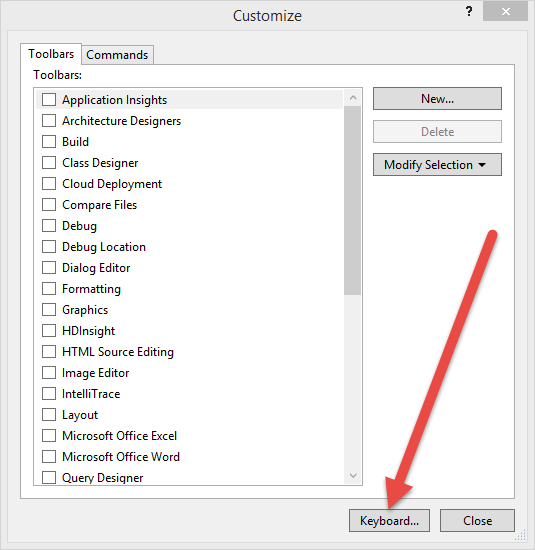 Customize
?
Toolbars
Commands
Toolbars:
Application Insights
Architecture Designers
Build
Class Designer
Cloud Deployment
Compare Files
Debug
Debug Location
Dialog Editor
Formatting
Graphics
HDInsight
HTML Source Editing
Image Editor
IntelliTrace
Layout
Microsoft Office Excel
Microsoft Office Word
Query Designer
New...
Delete
Modify Selection
Keyboard...
Close